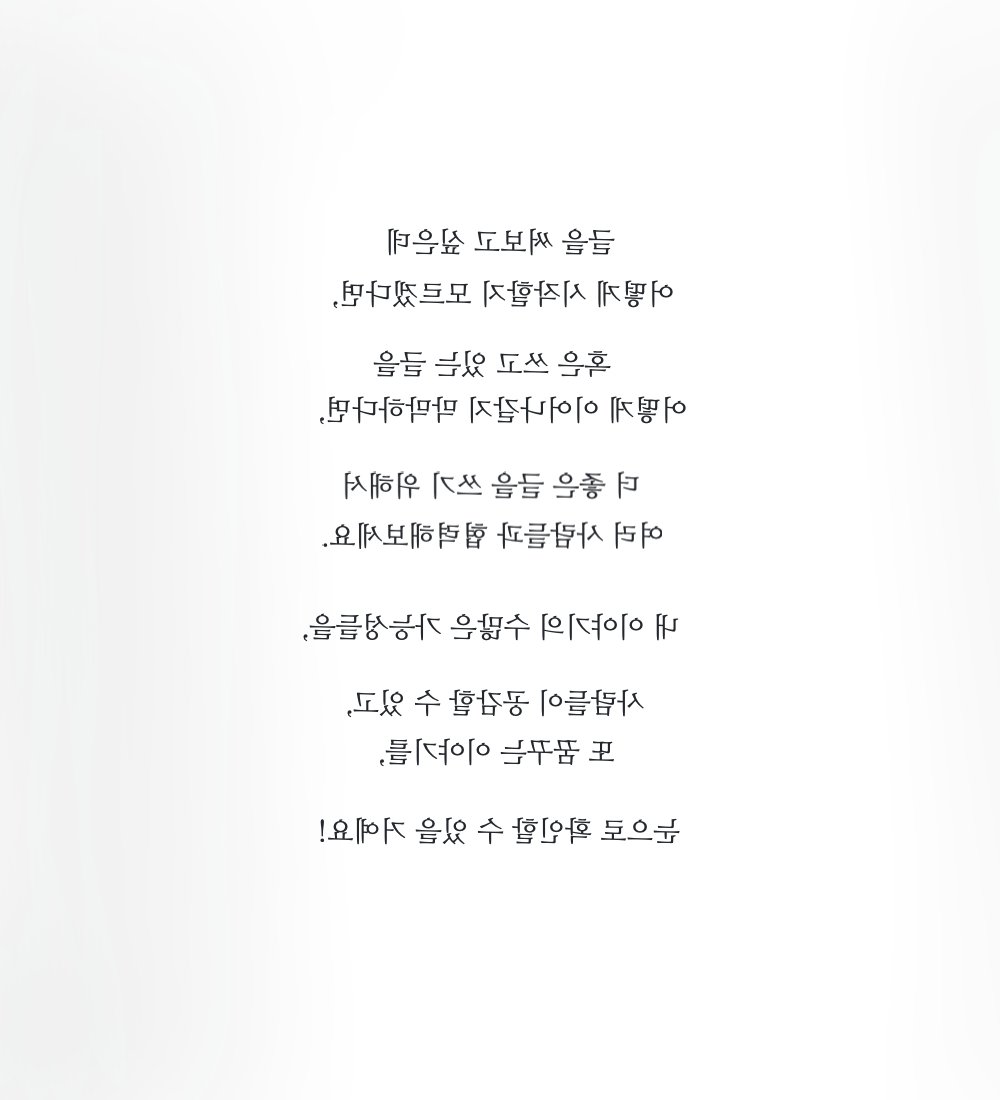 글을 써보고 싶은데
어떻게 시작할지 모르겠다면,
혹은 쓰고 있는 글을
어떻게 이어나갈지 막막하다면,
더 좋은 글을 쓰기 위해서
여러 사람들과 협력해보세요.
내 이야기의 수많은 가능성들을,
사람들이 공감할 수 있고,
또 꿈꾸는 이야기를,
눈으로 확인할 수 있을 거예요!